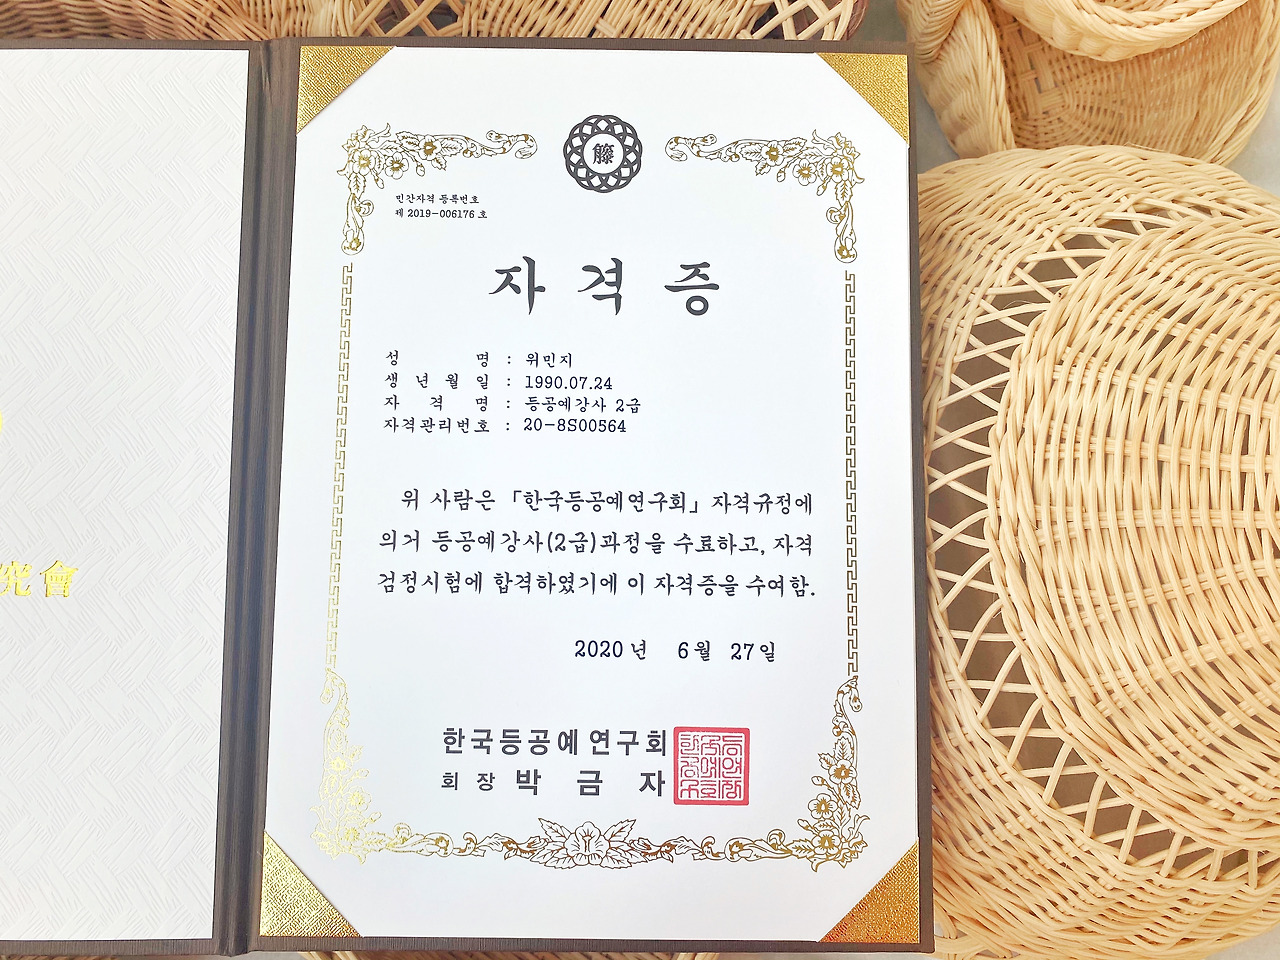 究會
籐
민간자격 등록번호
제 2019-006176 호
자 격 증
성 명 : 위민지
생 년 월 일 : 1990.07.24
자 격 명 : 등공예강사 2급
자격관리번호 : 20-8S00564
위 사람은 「한국등공예연구회」 자격규정에
의거 등공예강사(2급)과정을 수료하고, 자격
검정시험에 합격하였기에 이 자격증을 수여함.
2020 년 6월 27일
한국등공예연구회
회 장 박 금 자